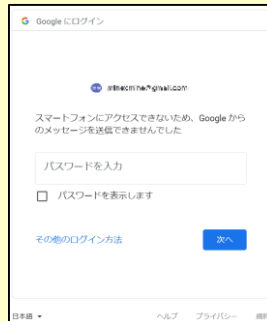 Google にログイン
スマートフォンにアクセスできないため、Google から
のメッセージを送信できませんでした
パスワードを入力
パスワードを表示します
その他のログイン方法
次へ
日本語
ヘルプ
プライバシー
規約